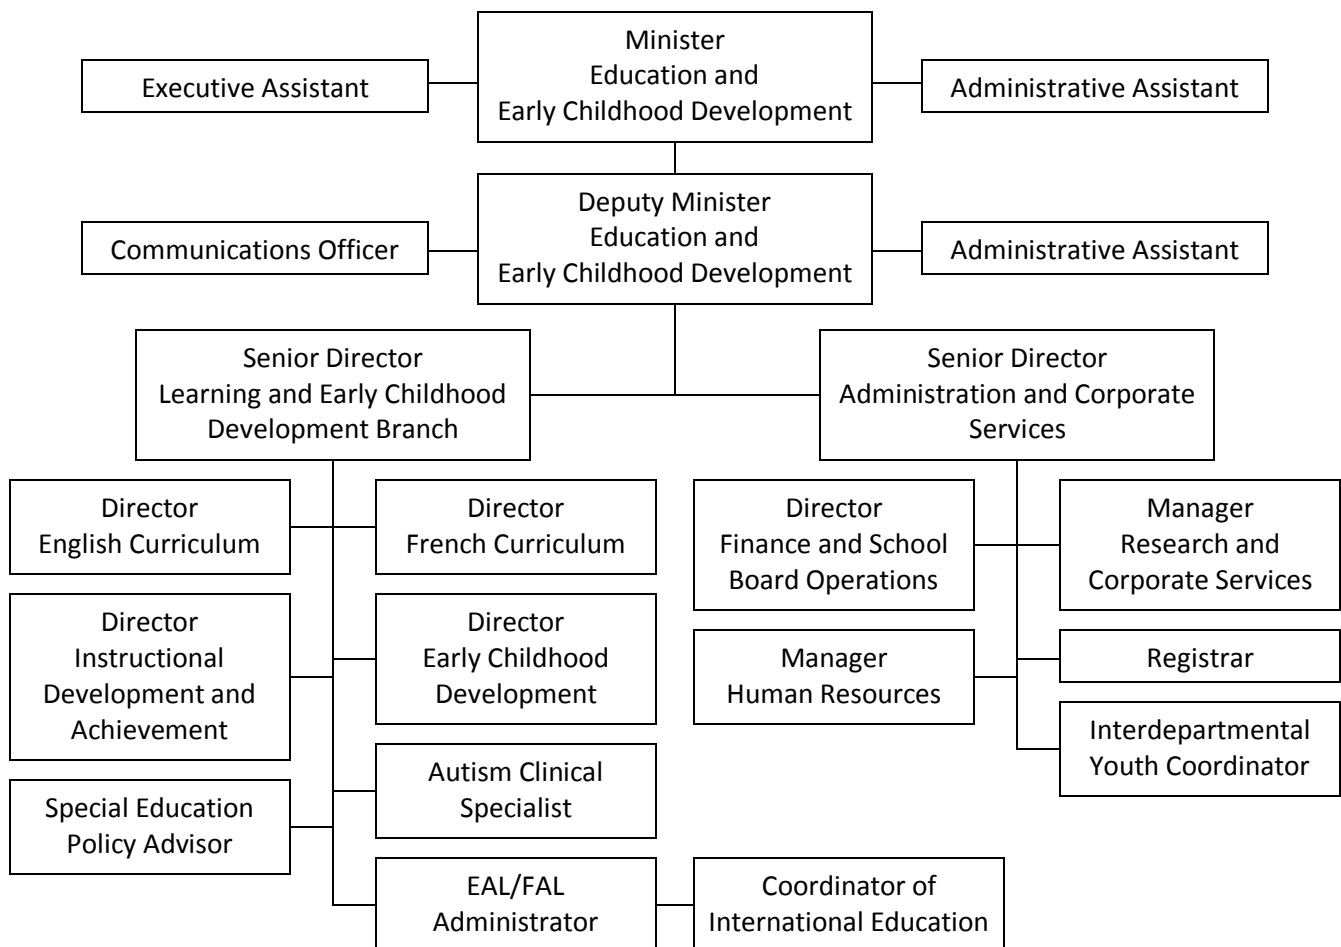 Minister
Education and
Early Childhood Development
Executive Assistant
Administrative Assistant
Deputy Minister
Education and
Early Childhood Development
Communications Officer
Administrative Assistant
Senior Director
Learning and Early Childhood
Development Branch
Senior Director
Administration and Corporate
Services
Director
English Curriculum
Director
French Curriculum
Director
Finance and School
Board Operations
Manager
Research and
Corporate Services
Director
Instructional
Development and
Achievement
Director
Early Childhood
Development
Manager
Human Resources
Registrar
Interdepartmental
Youth Coordinator
Autism Clinical
Specialist
Special Education
Policy Advisor
EAL/FAL
Administrator
Coordinator of
International Education